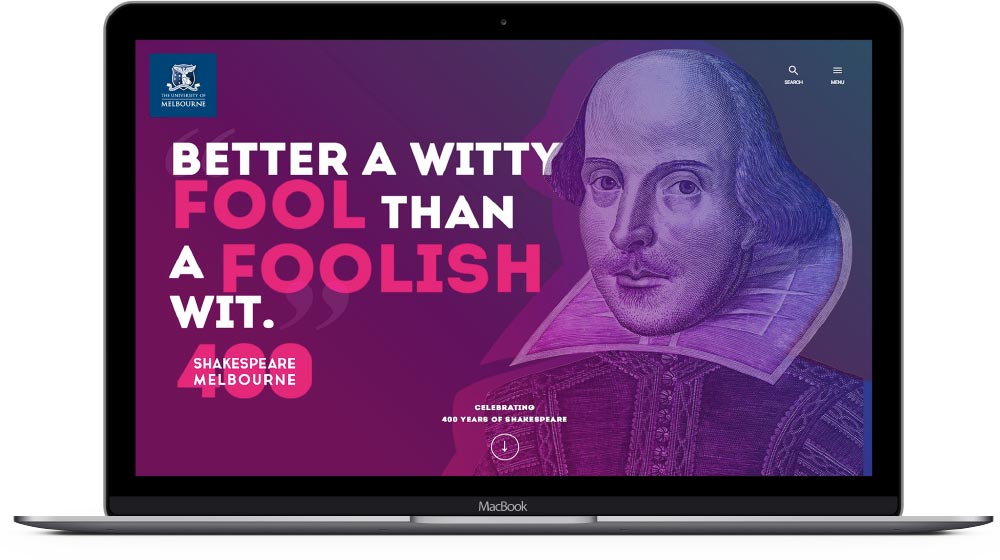 THE UNIVERSITY OF
MELBOURNE
SEARCH
MENU
“BETTER A WITTY
FOOL THAN
A FOOLISH
WIT.”
400
SHAKESPEARE
MELBOURNE
CELEBRATING
400 YEARS OF SHAKESPEARE
MacBook